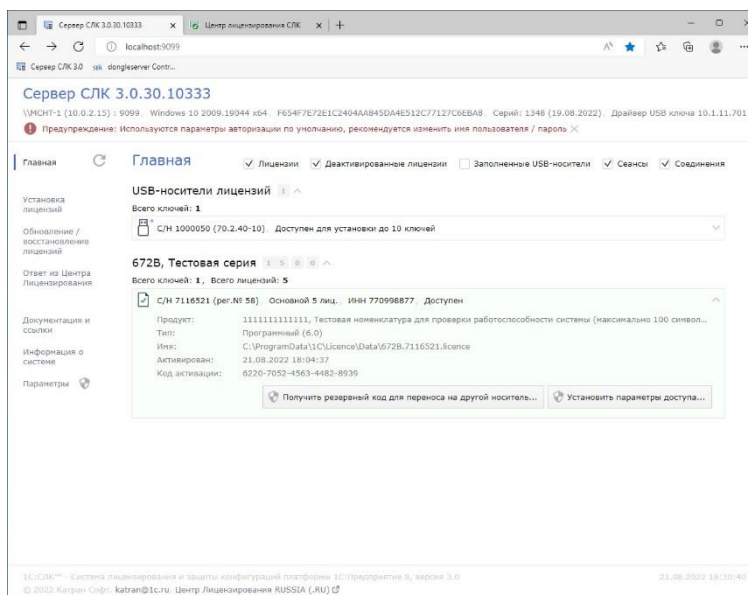 Сервер СЛК 3.0.30.10333
Центр лицензирования СЛК
localhost:9099
Сервер СЛК 3.0
slk dongleserver Contr...
Сервер СЛК 3.0.30.10333
\\МСНТ-1 (10.0.2.15) : 9099, Windows 10 2009.19044 x64, F654F7E72E1C2404AA845DA4E512C77127C6EBA8, Серий: 1348 (19.08.2022), Драйвер USB ключа 10.1.11.701
Предупреждение: Используются параметры авторизации по умолчанию, рекомендуется изменить имя пользователя / пароль
Главная
Установка лицензий
Обновление / восстановление лицензий
Ответ из Центра Лицензирования
Документация и ссылки
Информация о системе
Параметры
Главная
Лицензии
Деактивированные лицензии
Заполненные USB-носители
Сеансы
Соединения
USB-носители лицензий 1
Всего ключей: 1
С/Н 1000050 (70.2.40-10), Доступен для установки до 10 ключей
672B, Тестовая серия 1 5 0 0
Всего ключей: 1, Всего лицензий: 5
С/Н 7116521 (рег.№ 58), Основной 5 лиц., ИНН 770998877, Доступен
Продукт: 1111111111111, Тестовая номенклатура для проверки работоспособности системы (максимально 100 символ...
Тип: Программный (6.0)
Имя: C:\ProgramData\1C\Licence\Data\672B.7116521.licence
Активирован: 21.08.2022 18:04:37
Код активации: 6220-7052-4563-4482-8939
Получить резервный код для переноса на другой носитель...
Установить параметры доступа...
1С:СЛК™ - Система лицензирования и защиты конфигураций платформы 1С:Предприятие 8, версия 3.0
21.08.2022 18:30:40
© 2022 Катран Софт, katran@1c.ru, Центр Лицензирования RUSSIA (.RU)